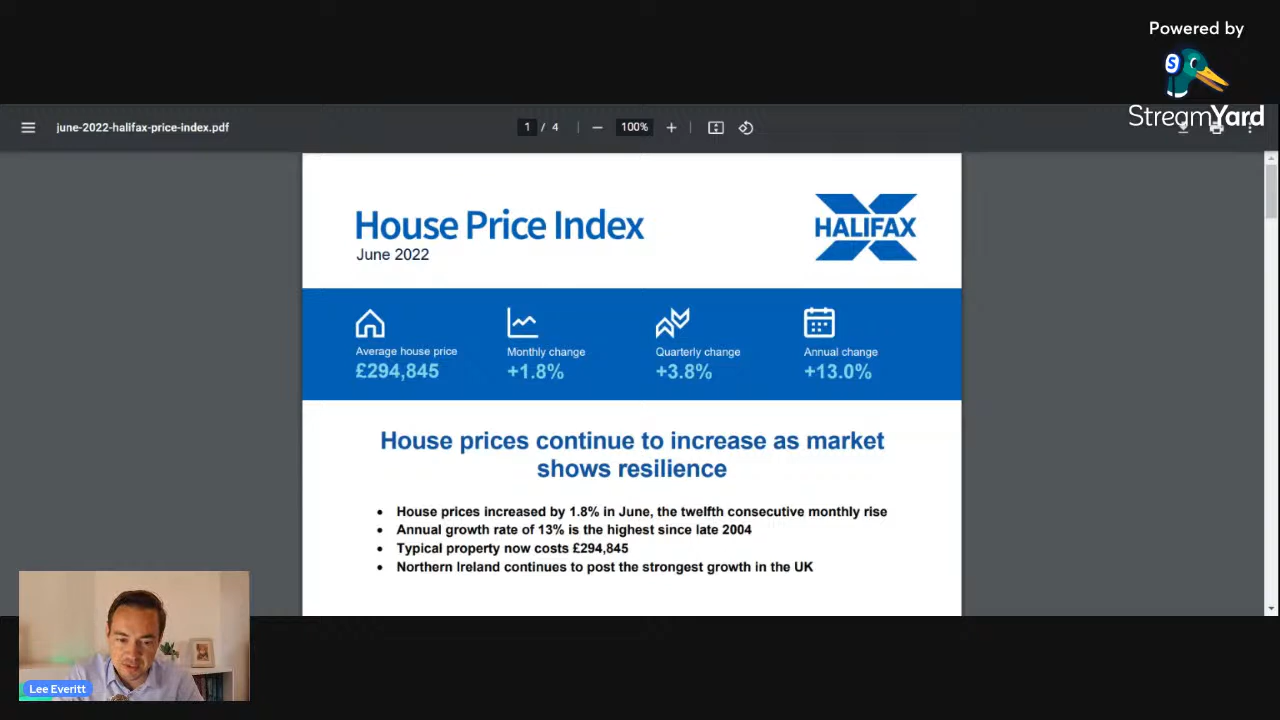 Powered by
S
StreamYard
june-2022-halifax-price-index.pdf
1 / 4
100%
House Price Index
June 2022
HALIFAX
Average house price
£294,845
Monthly change
+1.8%
Quarterly change
+3.8%
Annual change
+13.0%
House prices continue to increase as market
shows resilience
• House prices increased by 1.8% in June, the twelfth consecutive monthly rise
• Annual growth rate of 13% is the highest since late 2004
• Typical property now costs £294,845
• Northern Ireland continues to post the strongest growth in the UK
Lee Everitt